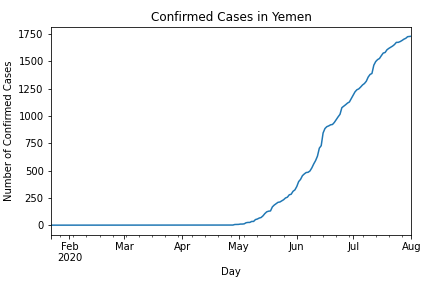 Confirmed Cases in Yemen
Number of Confirmed Cases
1750
1500
1250
1000
750
500
250
0
Feb Mar Apr May Jun Jul Aug
2020
Day